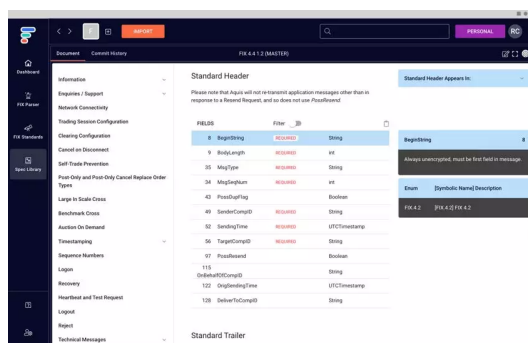 F
IMPORT
PERSONAL
RC
Document
Commit History
FIX 4.4 1.2 (MASTER)
Dashboard
FIX Parser
FIX Standards
Spec Library
Information
Enquiries / Support
Network Connectivity
Trading Session Configuration
Clearing Configuration
Cancel on Disconnect
Self-Trade Prevention
Post-Only and Post-Only Cancel Replace Order
Types
Large in Scale Cross
Benchmark Cross
Auction On Demand
Timestamping
Sequence Numbers
Logon
Recovery
Heartbeat and Test Request
Logout
Reject
Technical Messages
Standard Header
Please note that Aquis will not re-transmit application messages other than in
response to a Resend Request, and so does not use PossResend.
FIELDS
Filter
8 BeginString REQUIRED String
9 BodyLength REQUIRED int
35 MsgType REQUIRED String
34 MsgSeqNum REQUIRED int
43 PossDupFlag Boolean
49 SenderCompID REQUIRED String
52 SendingTime REQUIRED UTCTimestamp
56 TargetCompID REQUIRED String
97 PossResend Boolean
115
OnBehalfOfCompID String
122 OrigSendingTime UTCTimestamp
128 DeliverToCompID String
Standard Trailer
Standard Header Appears In:
BeginString 8
Always unencrypted, must be first field in message.
Enum [Symbolic Name] Description
FIX.4.2 [FIX.4.2] FIX 4.2